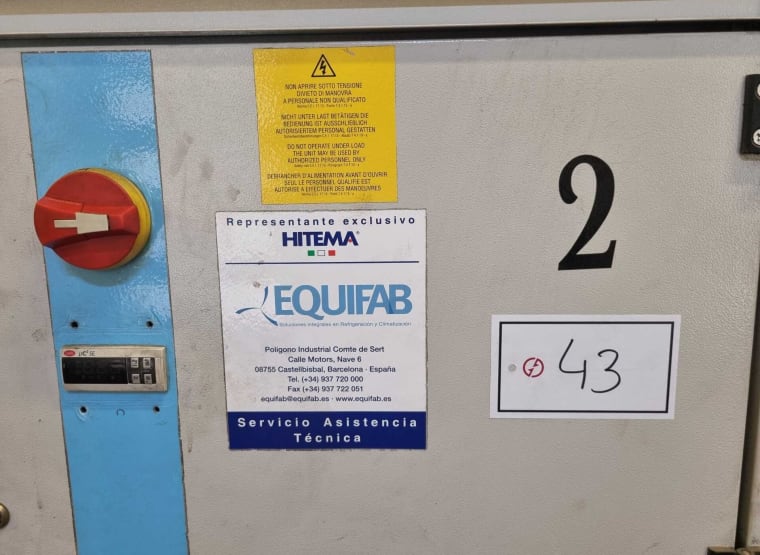 NON APRIRE SOTTO TENSIONE
DIVIETO DI MANOVRA
A PERSONALE NON QUALIFICATO
NICHT UNTER LAST BETÄTIGEN DIE
BEDIENUNG IST AUSSCHLIEßLICH
AUTORISIERTEM PERSONAL GESTATTEN
DO NOT OPERATE UNDER LOAD
THE UNIT MAY BE USED BY
AUTHORIZED PERSONNEL ONLY
DEBRANCHER D'ALIMENTATION AVANT D'OUVRIR
SEUL LE PERSONNEL QUALIFIE EST
AUTORISE A EFFECTUER DES MANOEUVRES
Representante exclusivo
HITEMA®
EQUIFAB
Soluciones integrales en Refrigeración y Climatización
Polígono Industrial Comte de Sert
Calle Motors, Nave 6
08755 Castellbisbal, Barcelona · España
Tel. (+34) 937 720 000
Fax (+34) 937 722 051
equifab@equifab.es · www.equifab.es
Servicio Asistencia
Técnica
2
43
µC² SE